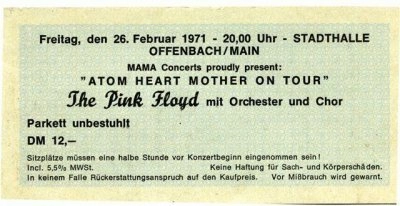 Freitag, den 26. Februar 1971 - 20,00 Uhr - STADTHALLE
OFFENBACH/MAIN
MAMA Concerts proudly present:
"ATOM HEART MOTHER ON TOUR"
The Pink Floyd mit Orchester und Chor
Parkett unbestuhlt
DM 12,—
Sitzplätze müssen eine halbe Stunde vor Konzertbeginn eingenommen sein!
Incl. 5,5% MWSt. Keine Haftung für Sach- und Körperschäden.
In keinem Falle Rückerstattungsanspruch auf den Kaufpreis. Vor Mißbrauch wird gewarnt.